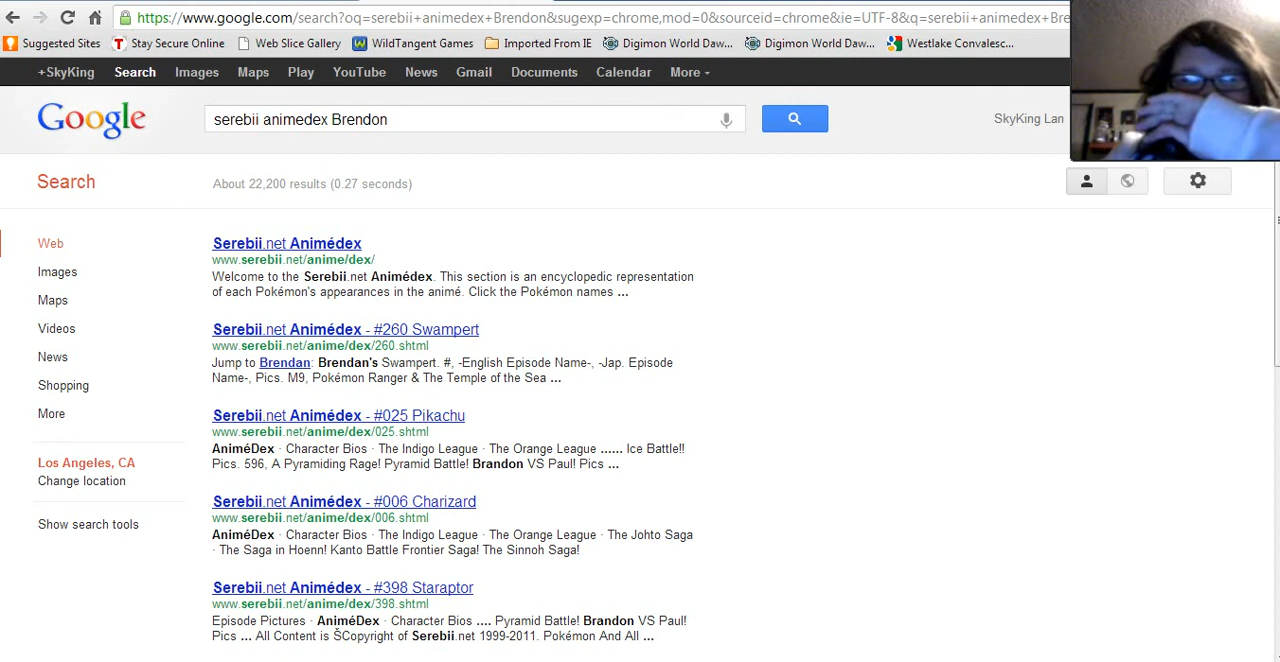 https://www.google.com/search?oq=serebii+animedex+Brendon&sugexp=chrome,mod=0&sourceid=chrome&ie=UTF-8&q=serebii+animedex+Bre
Suggested Sites Stay Secure Online Web Slice Gallery WildTangent Games Imported From IE Digimon World Daw... Digimon World Daw... Westlake Convalesc...
+SkyKing Search Images Maps Play YouTube News Gmail Documents Calendar More
Google serebii animedex Brendon SkyKing Lan
Search About 22,200 results (0.27 seconds)
Web
Images
Maps
Videos
News
Shopping
More
Los Angeles, CA
Change location
Show search tools
Serebii.net Animédex
www.serebii.net/anime/dex/
Welcome to the Serebii.net Animédex. This section is an encyclopedic representation
of each Pokémon's appearances in the animé. Click the Pokémon names ...
Serebii.net Animédex - #260 Swampert
www.serebii.net/anime/dex/260.shtml
Jump to Brendan: Brendan's Swampert. #, -English Episode Name-, -Jap. Episode
Name-, Pics. M9, Pokémon Ranger & The Temple of the Sea ...
Serebii.net Animédex - #025 Pikachu
www.serebii.net/anime/dex/025.shtml
AniméDex · Character Bios · The Indigo League · The Orange League ...... Ice Battle!!
Pics. 596, A Pyramiding Rage! Pyramid Battle! Brandon VS Paul! Pics ...
Serebii.net Animédex - #006 Charizard
www.serebii.net/anime/dex/006.shtml
AniméDex · Character Bios · The Indigo League · The Orange League · The Johto Saga
· The Saga in Hoenn! Kanto Battle Frontier Saga! The Sinnoh Saga!
Serebii.net Animédex - #398 Staraptor
www.serebii.net/anime/dex/398.shtml
Episode Pictures · AniméDex · Character Bios .... Pyramid Battle! Brandon VS Paul!
Pics ... All Content is ŠCopyright of Serebii.net 1999-2011. Pokémon And All ...